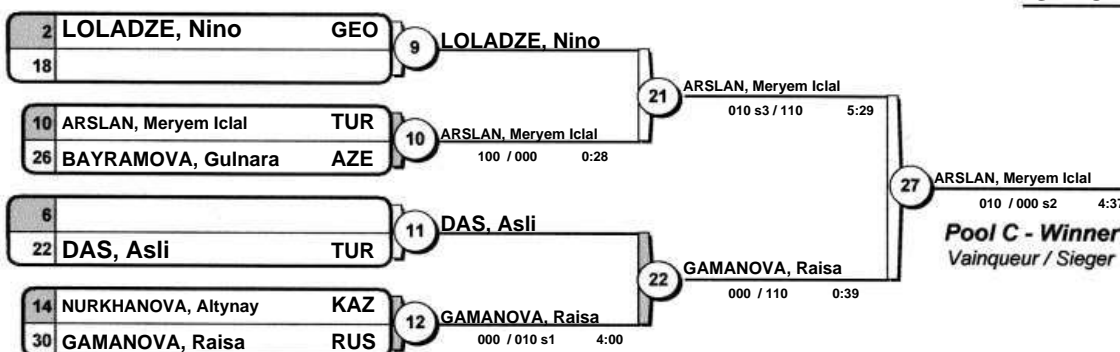 2 LOLADZE, Nino GEO
18
9 LOLADZE, Nino
10 ARSLAN, Meryem Iclal TUR
26 BAYRAMOVA, Gulnara AZE
10 ARSLAN, Meryem Iclal
100 / 000 0:28
21 ARSLAN, Meryem Iclal
010 s3 / 110 5:29
6
22 DAS, Asli TUR
11 DAS, Asli
14 NURKHANOVA, Altynay KAZ
30 GAMANOVA, Raisa RUS
12 GAMANOVA, Raisa
000 / 010 s1 4:00
22 GAMANOVA, Raisa
000 / 110 0:39
27 ARSLAN, Meryem Iclal
010 / 000 s2 4:37
Pool C - Winner
Vainqueur / Sieger